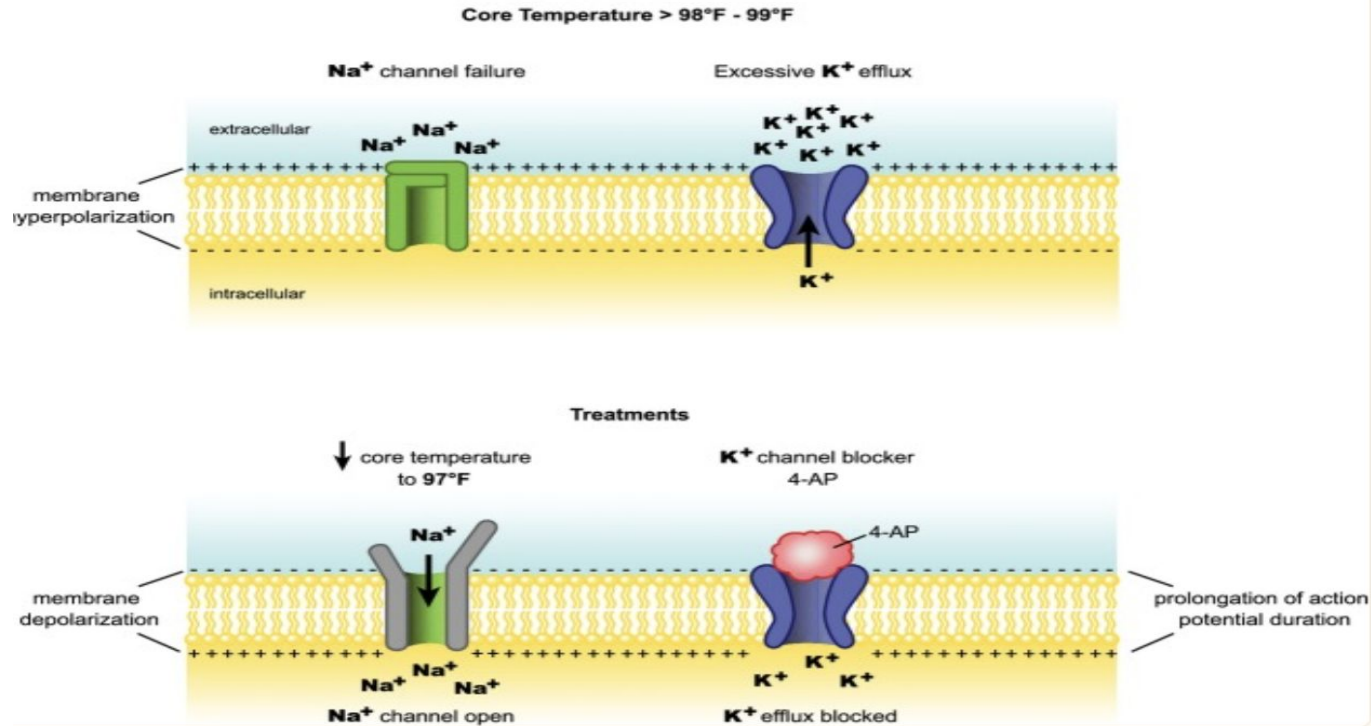 Core Temperature > 98°F - 99°F
Na⁺ channel failure
Excessive K⁺ efflux
extracellular
Na⁺
Na⁺
Na⁺
K⁺
K⁺
K⁺
K⁺
K⁺
K⁺
K⁺
+++++++++++++++
membrane
hyperpolarization
K⁺
intracellular
Treatments
↓ core temperature
to 97°F
K⁺ channel blocker
4-AP
Na⁺
4-AP
membrane
depolarization
prolongation of action
potential duration
Na⁺
Na⁺
Na⁺
K⁺
K⁺
K⁺
Na⁺ channel open
K⁺ efflux blocked